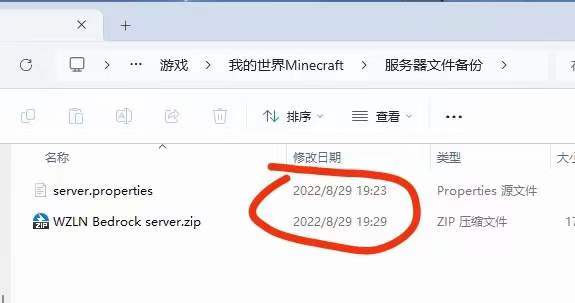 游戏 我的世界Minecraft 服务器文件备份
排序 查看
名称 修改日期 类型
server.properties 2022/8/29 19:23 Properties 源文件
ZIP WZLN Bedrock server.zip 2022/8/29 19:29 ZIP 压缩文件